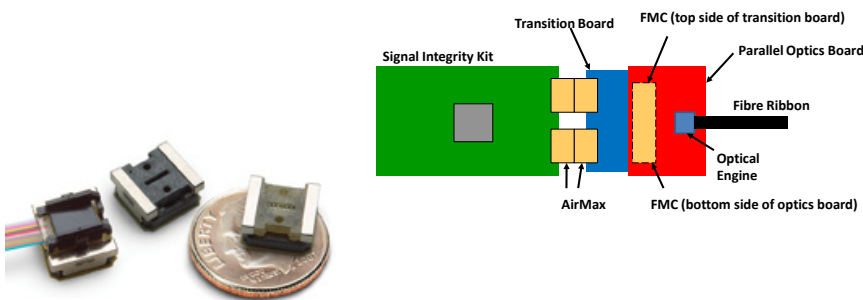 Transition Board
FMC (top side of transition board)
Signal Integrity Kit
Parallel Optics Board
Fibre Ribbon
Optical
Engine
AirMax
FMC (bottom side of optics board)
LIBERTY